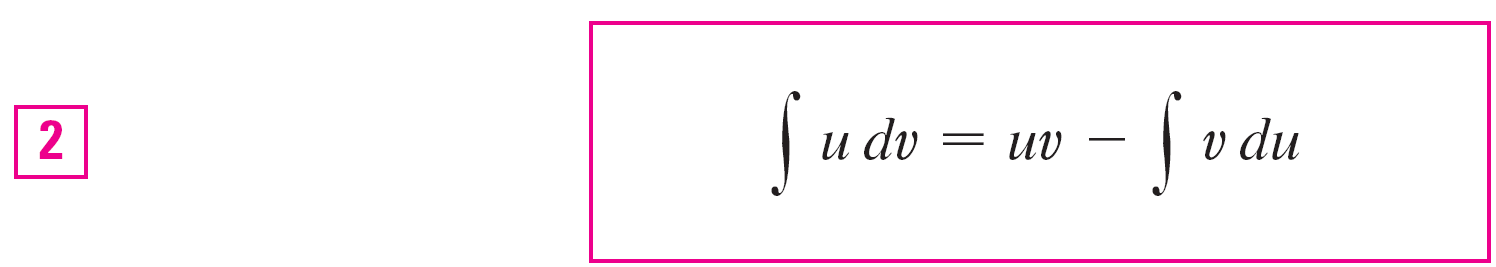 2
∫ u dv = uv − ∫ v du